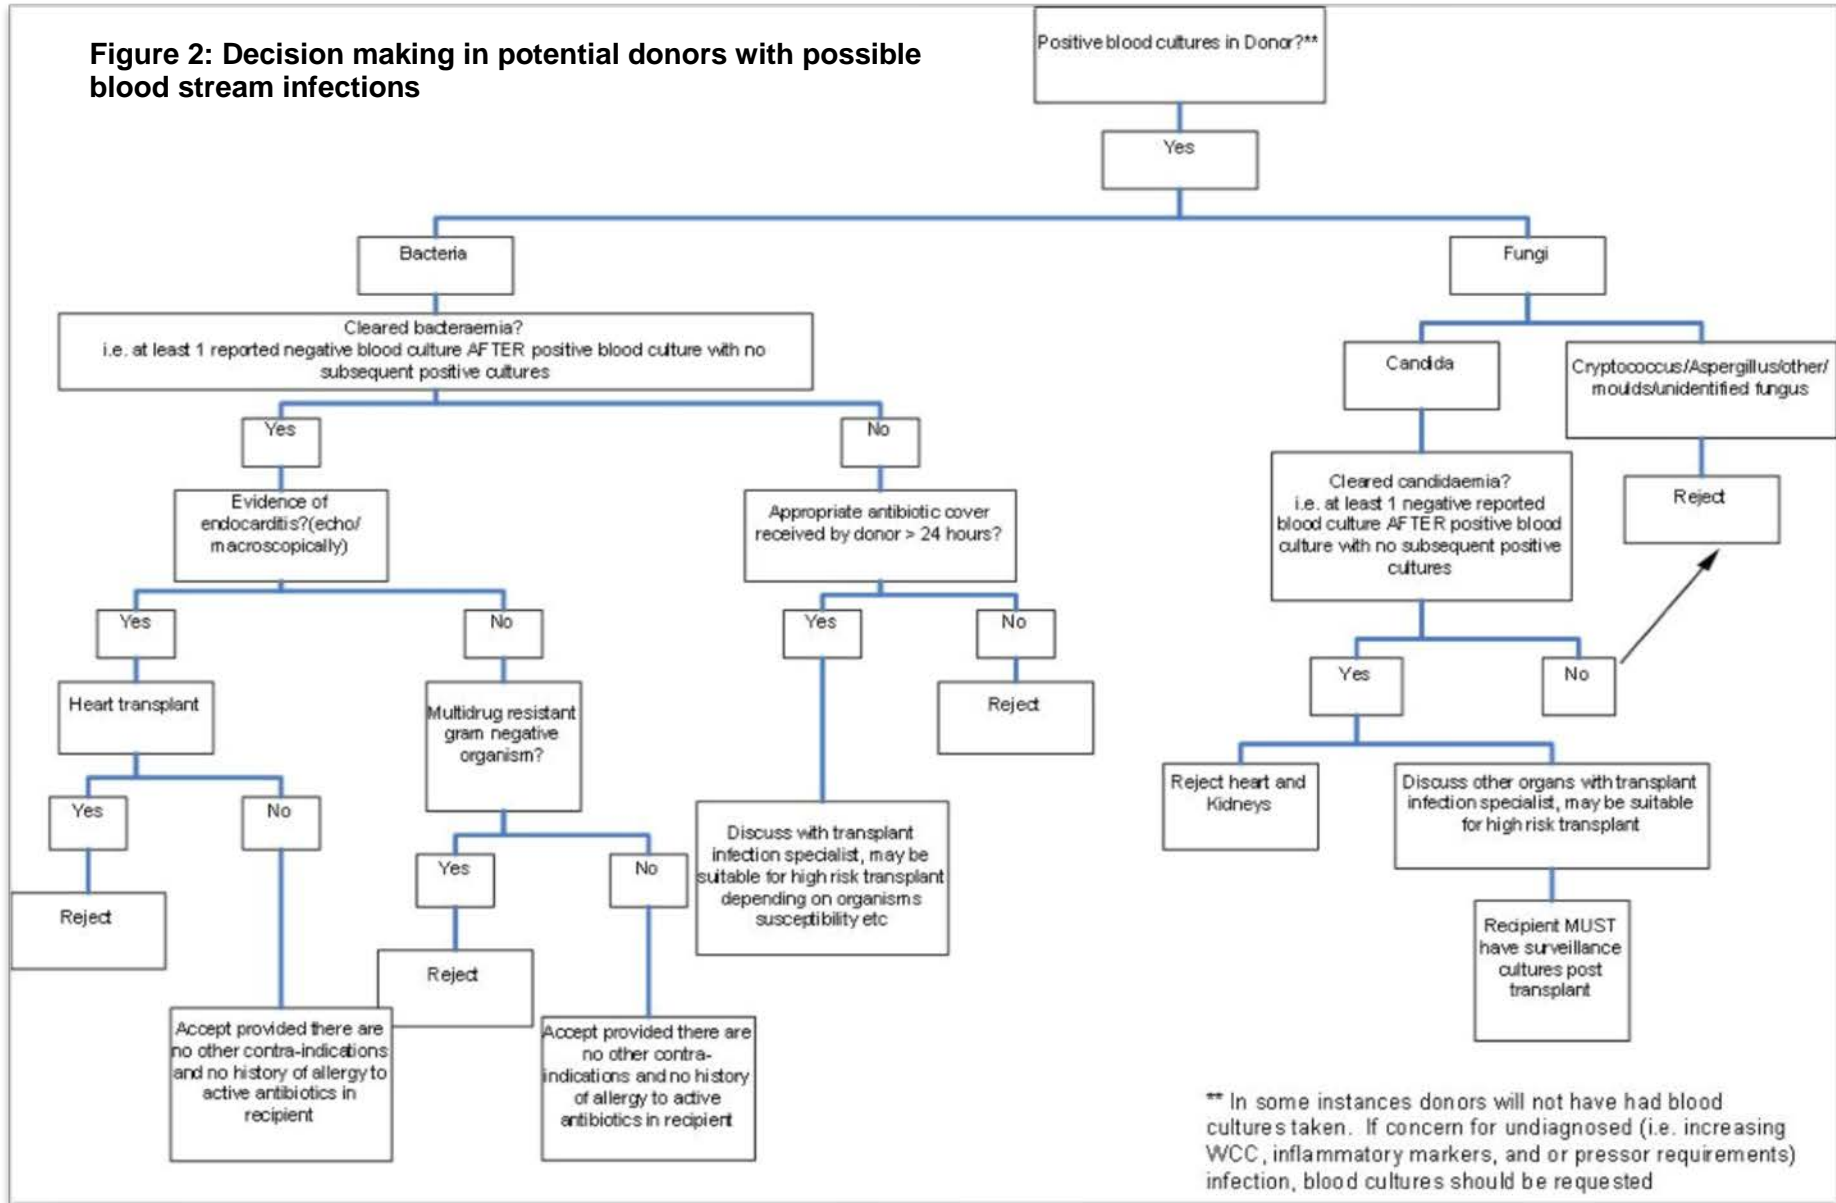 Figure 2: Decision making in potential donors with possible
blood stream infections
Positive blood cultures in Donor?**
Yes
Bacteria
Fungi
Cleared bacteraemia?
i.e. at least 1 reported negative blood culture AFTER positive blood culture with no
subsequent positive cultures
Candida
Cryptococcus/Aspergillus/other/
moulds/unidentified fungus
Yes
No
Reject
Evidence of
endocarditis?(echo/
macroscopically)
Appropriate antibiotic cover
received by donor > 24 hours?
Cleared candidaemia?
i.e. at least 1 negative reported
blood culture AFTER positive blood
culture with no subsequent positive
cultures
Yes
No
Yes
No
Yes
No
Heart transplant
Multidrug resistant
gram negative
organism?
Reject
Reject heart and
Kidneys
Discuss other organs with transplant
infection specialist, may be suitable
for high risk transplant
Yes
No
Yes
No
Discuss with transplant
infection specialist, may be
suitable for high risk transplant
depending on organisms
susceptibility etc
Reject
Reject
Recipient MUST
have surveillance
cultures post
transplant
Accept provided there are
no other contra-indications
and no history of allergy to
active antibiotics in
recipient
Accept provided there are
no other contra-
indications and no history
of allergy to active
antibiotics in recipient
** In some instances donors will not have had blood
cultures taken. If concern for undiagnosed (i.e. increasing
WCC, inflammatory markers, and or pressor requirements)
infection, blood cultures should be requested